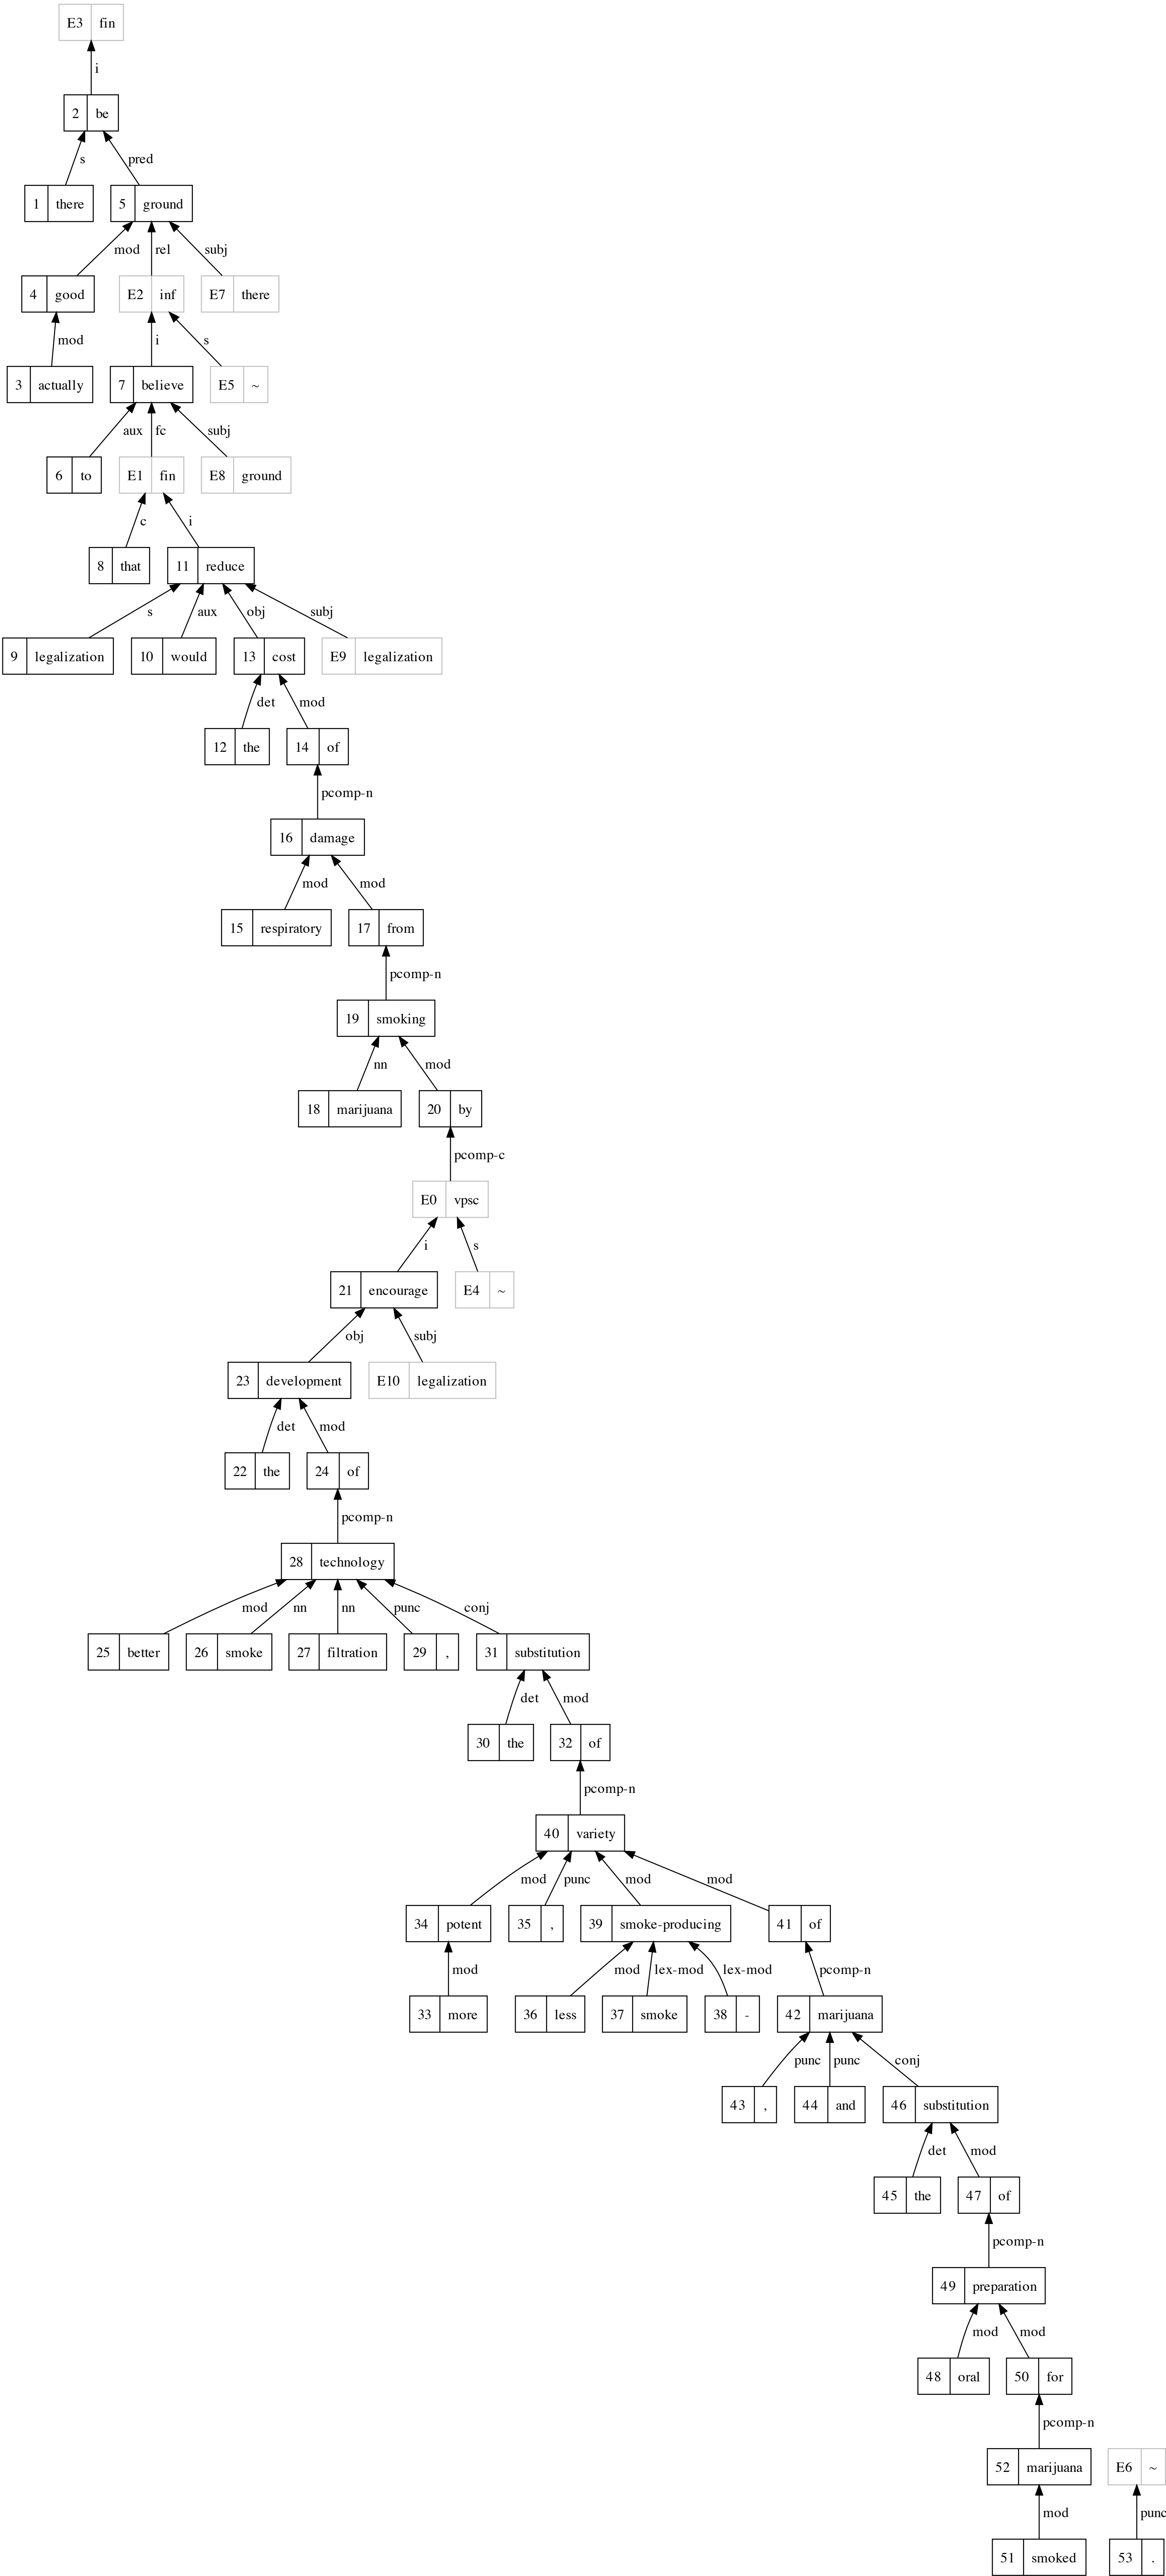 E3 fin
i
2 be
s pred
1 there 5 ground
mod rel subj
4 good E2 inf E7 there
mod i s
3 actually 7 believe E5 ~
aux fc subj
6 to E1 fin E8 ground
c i
8 that 11 reduce
s aux obj subj
9 legalization 10 would 13 cost E9 legalization
det mod
12 the 14 of
pcomp-n
16 damage
mod mod
15 respiratory 17 from
pcomp-n
19 smoking
nn mod
18 marijuana 20 by
pcomp-c
E0 vpsc
i s
21 encourage E4 ~
obj subj
23 development E10 legalization
det mod
22 the 24 of
pcomp-n
28 technology
mod nn nn punc conj
25 better 26 smoke 27 filtration 29 , 31 substitution
det mod
30 the 32 of
pcomp-n
40 variety
mod punc mod mod
34 potent 35 , 39 smoke-producing 41 of
mod mod lex-mod lex-mod pcomp-n
33 more 36 less 37 smoke 38 - 42 marijuana
punc punc conj
43 , 44 and 46 substitution
det mod
45 the 47 of
pcomp-n
49 preparation
mod mod
48 oral 50 for
pcomp-n
52 marijuana E6 ~
mod punc
51 smoked 53 .